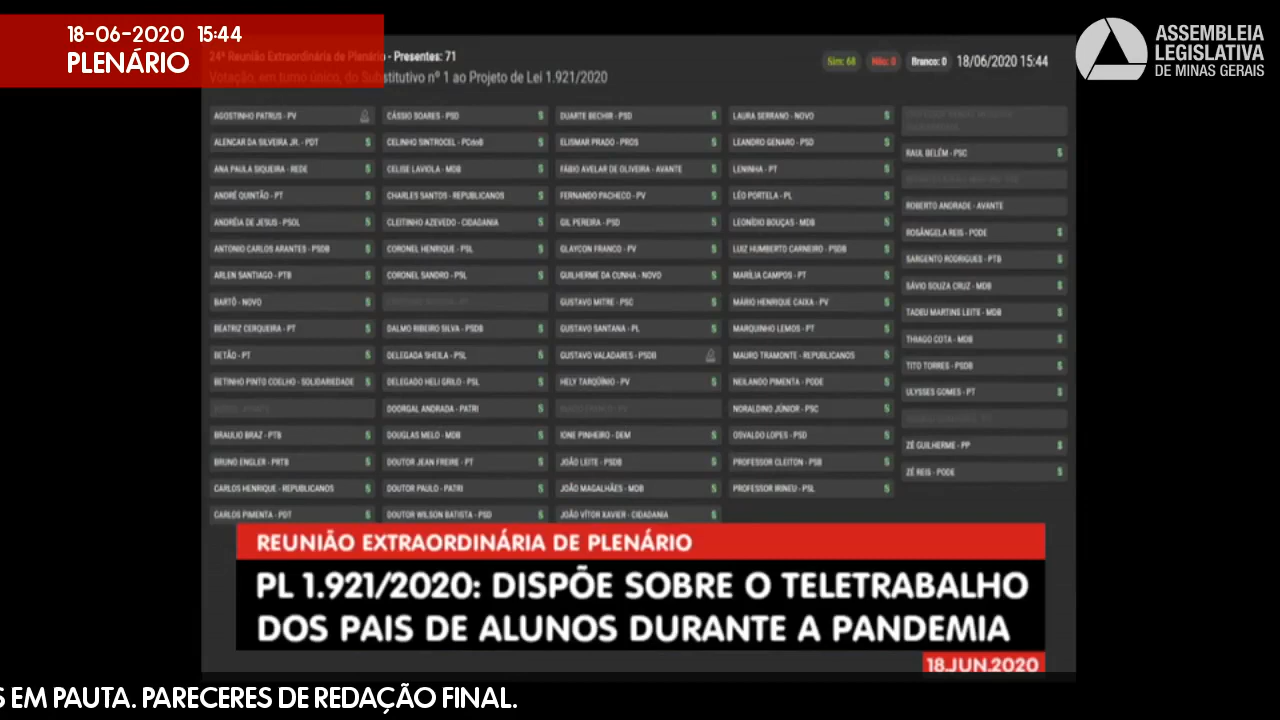 18-06-2020 15:44
PLENÁRIO
24ª Reunião Extraordinária de Plenário - Presentes: 71
Votação, em turno único, do Substitutivo nº 1 ao Projeto de Lei 1.921/2020
Sim: 68 Não: 0 Branco: 0 18/06/2020 15:44
ASSEMBLEIA
LEGISLATIVA
DE MINAS GERAIS
AGOSTINHO PATRUS - PV
ALENCAR DA SILVEIRA JR. - PDT S
ANA PAULA SIQUEIRA - REDE S
ANDRÉ QUINTÃO - PT S
ANDRÉIA DE JESUS - PSOL S
ANTONIO CARLOS ARANTES - PSDB S
ARLEN SANTIAGO - PTB S
BARTÔ - NOVO S
BEATRIZ CERQUEIRA - PT S
BETÃO - PT S
BETINHO PINTO COELHO - SOLIDARIEDADE S
BRAULIO BRAZ - PTB S
BRUNO ENGLER - PRTB S
CARLOS HENRIQUE - REPUBLICANOS S
CARLOS PIMENTA - PDT S
CÁSSIO SOARES - PSD S
CELINHO SINTROCEL - PCdoB S
CELISE LAVIOLA - MDB S
CHARLES SANTOS - REPUBLICANOS S
CLEITINHO AZEVEDO - CIDADANIA S
CORONEL HENRIQUE - PSL S
CORONEL SANDRO - PSL S
DALMO RIBEIRO SILVA - PSDB S
DELEGADA SHEILA - PSL S
DELEGADO HELI GRILO - PSL S
DOORGAL ANDRADA - PATRI S
DOUGLAS MELO - MDB S
DOUTOR JEAN FREIRE - PT S
DOUTOR PAULO - PATRI S
DOUTOR WILSON BATISTA - PSD S
DUARTE BECHIR - PSD S
ELISMAR PRADO - PROS S
FÁBIO AVELAR DE OLIVEIRA - AVANTE S
FERNANDO PACHECO - PV S
GIL PEREIRA - PSD S
GLAYCON FRANCO - PV S
GUILHERME DA CUNHA - NOVO S
GUSTAVO MITRE - PSC S
GUSTAVO SANTANA - PL S
GUSTAVO VALADARES - PSDB
HELY TARQÜÍNIO - PV S
IONE PINHEIRO - DEM S
JOÃO LEITE - PSDB S
JOÃO MAGALHÃES - MDB S
JOÃO VÍTOR XAVIER - CIDADANIA S
LAURA SERRANO - NOVO S
LEANDRO GENARO - PSD S
LENINHA - PT S
LÉO PORTELA - PL S
LEONÍDIO BOUÇAS - MDB S
LUIZ HUMBERTO CARNEIRO - PSDB S
MARÍLIA CAMPOS - PT S
MÁRIO HENRIQUE CAIXA - PV S
MARQUINHO LEMOS - PT S
MAURO TRAMONTE - REPUBLICANOS S
NEILANDO PIMENTA - PODE S
NORALDINO JÚNIOR - PSC S
OSVALDO LOPES - PSD S
PROFESSOR CLEITON - PSB S
PROFESSOR IRINEU - PSL S
RAUL BELÉM - PSC S
ROBERTO ANDRADE - AVANTE
ROSÂNGELA REIS - PODE S
SARGENTO RODRIGUES - PTB S
SÁVIO SOUZA CRUZ - MDB S
TADEU MARTINS LEITE - MDB S
THIAGO COTA - MDB S
TITO TORRES - PSDB S
ULYSSES GOMES - PT S
ZÉ GUILHERME - PP S
ZÉ REIS - PODE S
REUNIÃO EXTRAORDINÁRIA DE PLENÁRIO
PL 1.921/2020: DISPÕE SOBRE O TELETRABALHO
DOS PAIS DE ALUNOS DURANTE A PANDEMIA
18.JUN.2020
S EM PAUTA. PARECERES DE REDAÇÃO FINAL.